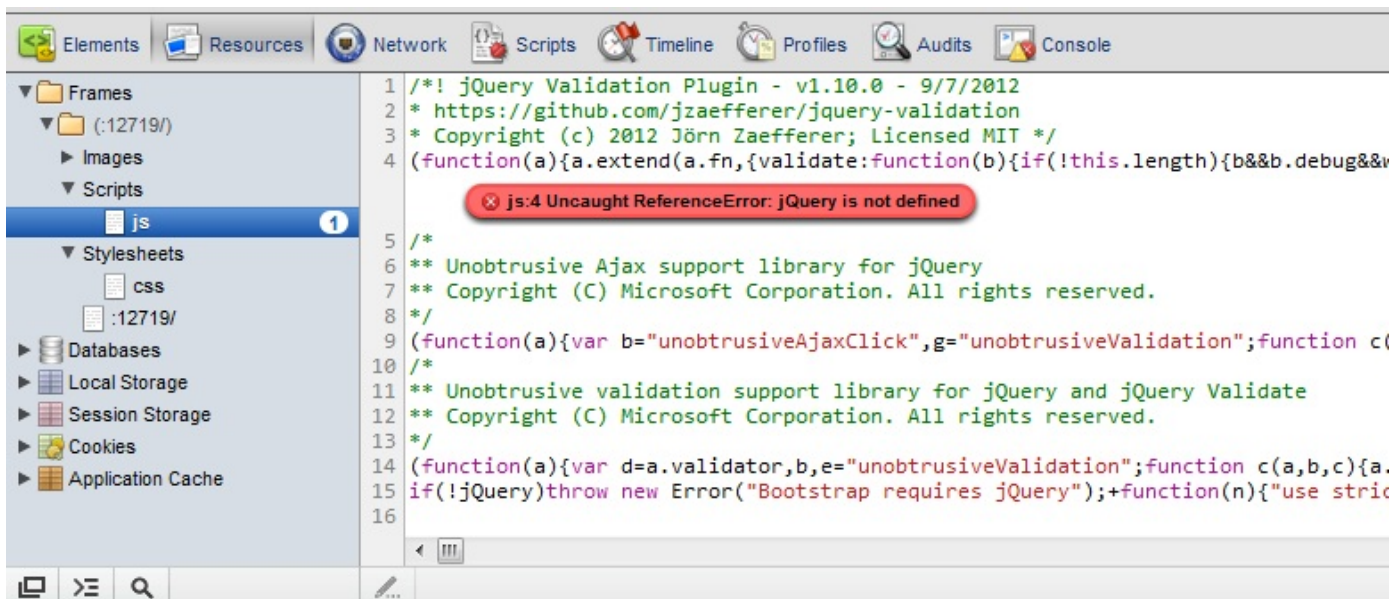 Elements Resources Network Scripts Timeline Profiles Audits Console
Frames
(:12719/)
Images
Scripts
js 1
Stylesheets
css
:12719/
Databases
Local Storage
Session Storage
Cookies
Application Cache
1 /*! jQuery Validation Plugin - v1.10.0 - 9/7/2012
2 * https://github.com/jzaefferer/jquery-validation
3 * Copyright (c) 2012 Jörn Zaefferer; Licensed MIT */
4 (function(a){a.extend(a.fn,{validate:function(b){if(!this.length){b&&b.debug&&w
js:4 Uncaught ReferenceError: jQuery is not defined
5 /*
6 ** Unobtrusive Ajax support library for jQuery
7 ** Copyright (C) Microsoft Corporation. All rights reserved.
8 */
9 (function(a){var b="unobtrusiveAjaxClick",g="unobtrusiveValidation";function c(
10 /*
11 ** Unobtrusive validation support library for jQuery and jQuery Validate
12 ** Copyright (C) Microsoft Corporation. All rights reserved.
13 */
14 (function(a){var d=a.validator,b,e="unobtrusiveValidation";function c(a,b,c){a.
15 if(!jQuery)throw new Error("Bootstrap requires jQuery");+function(n){"use stric
16